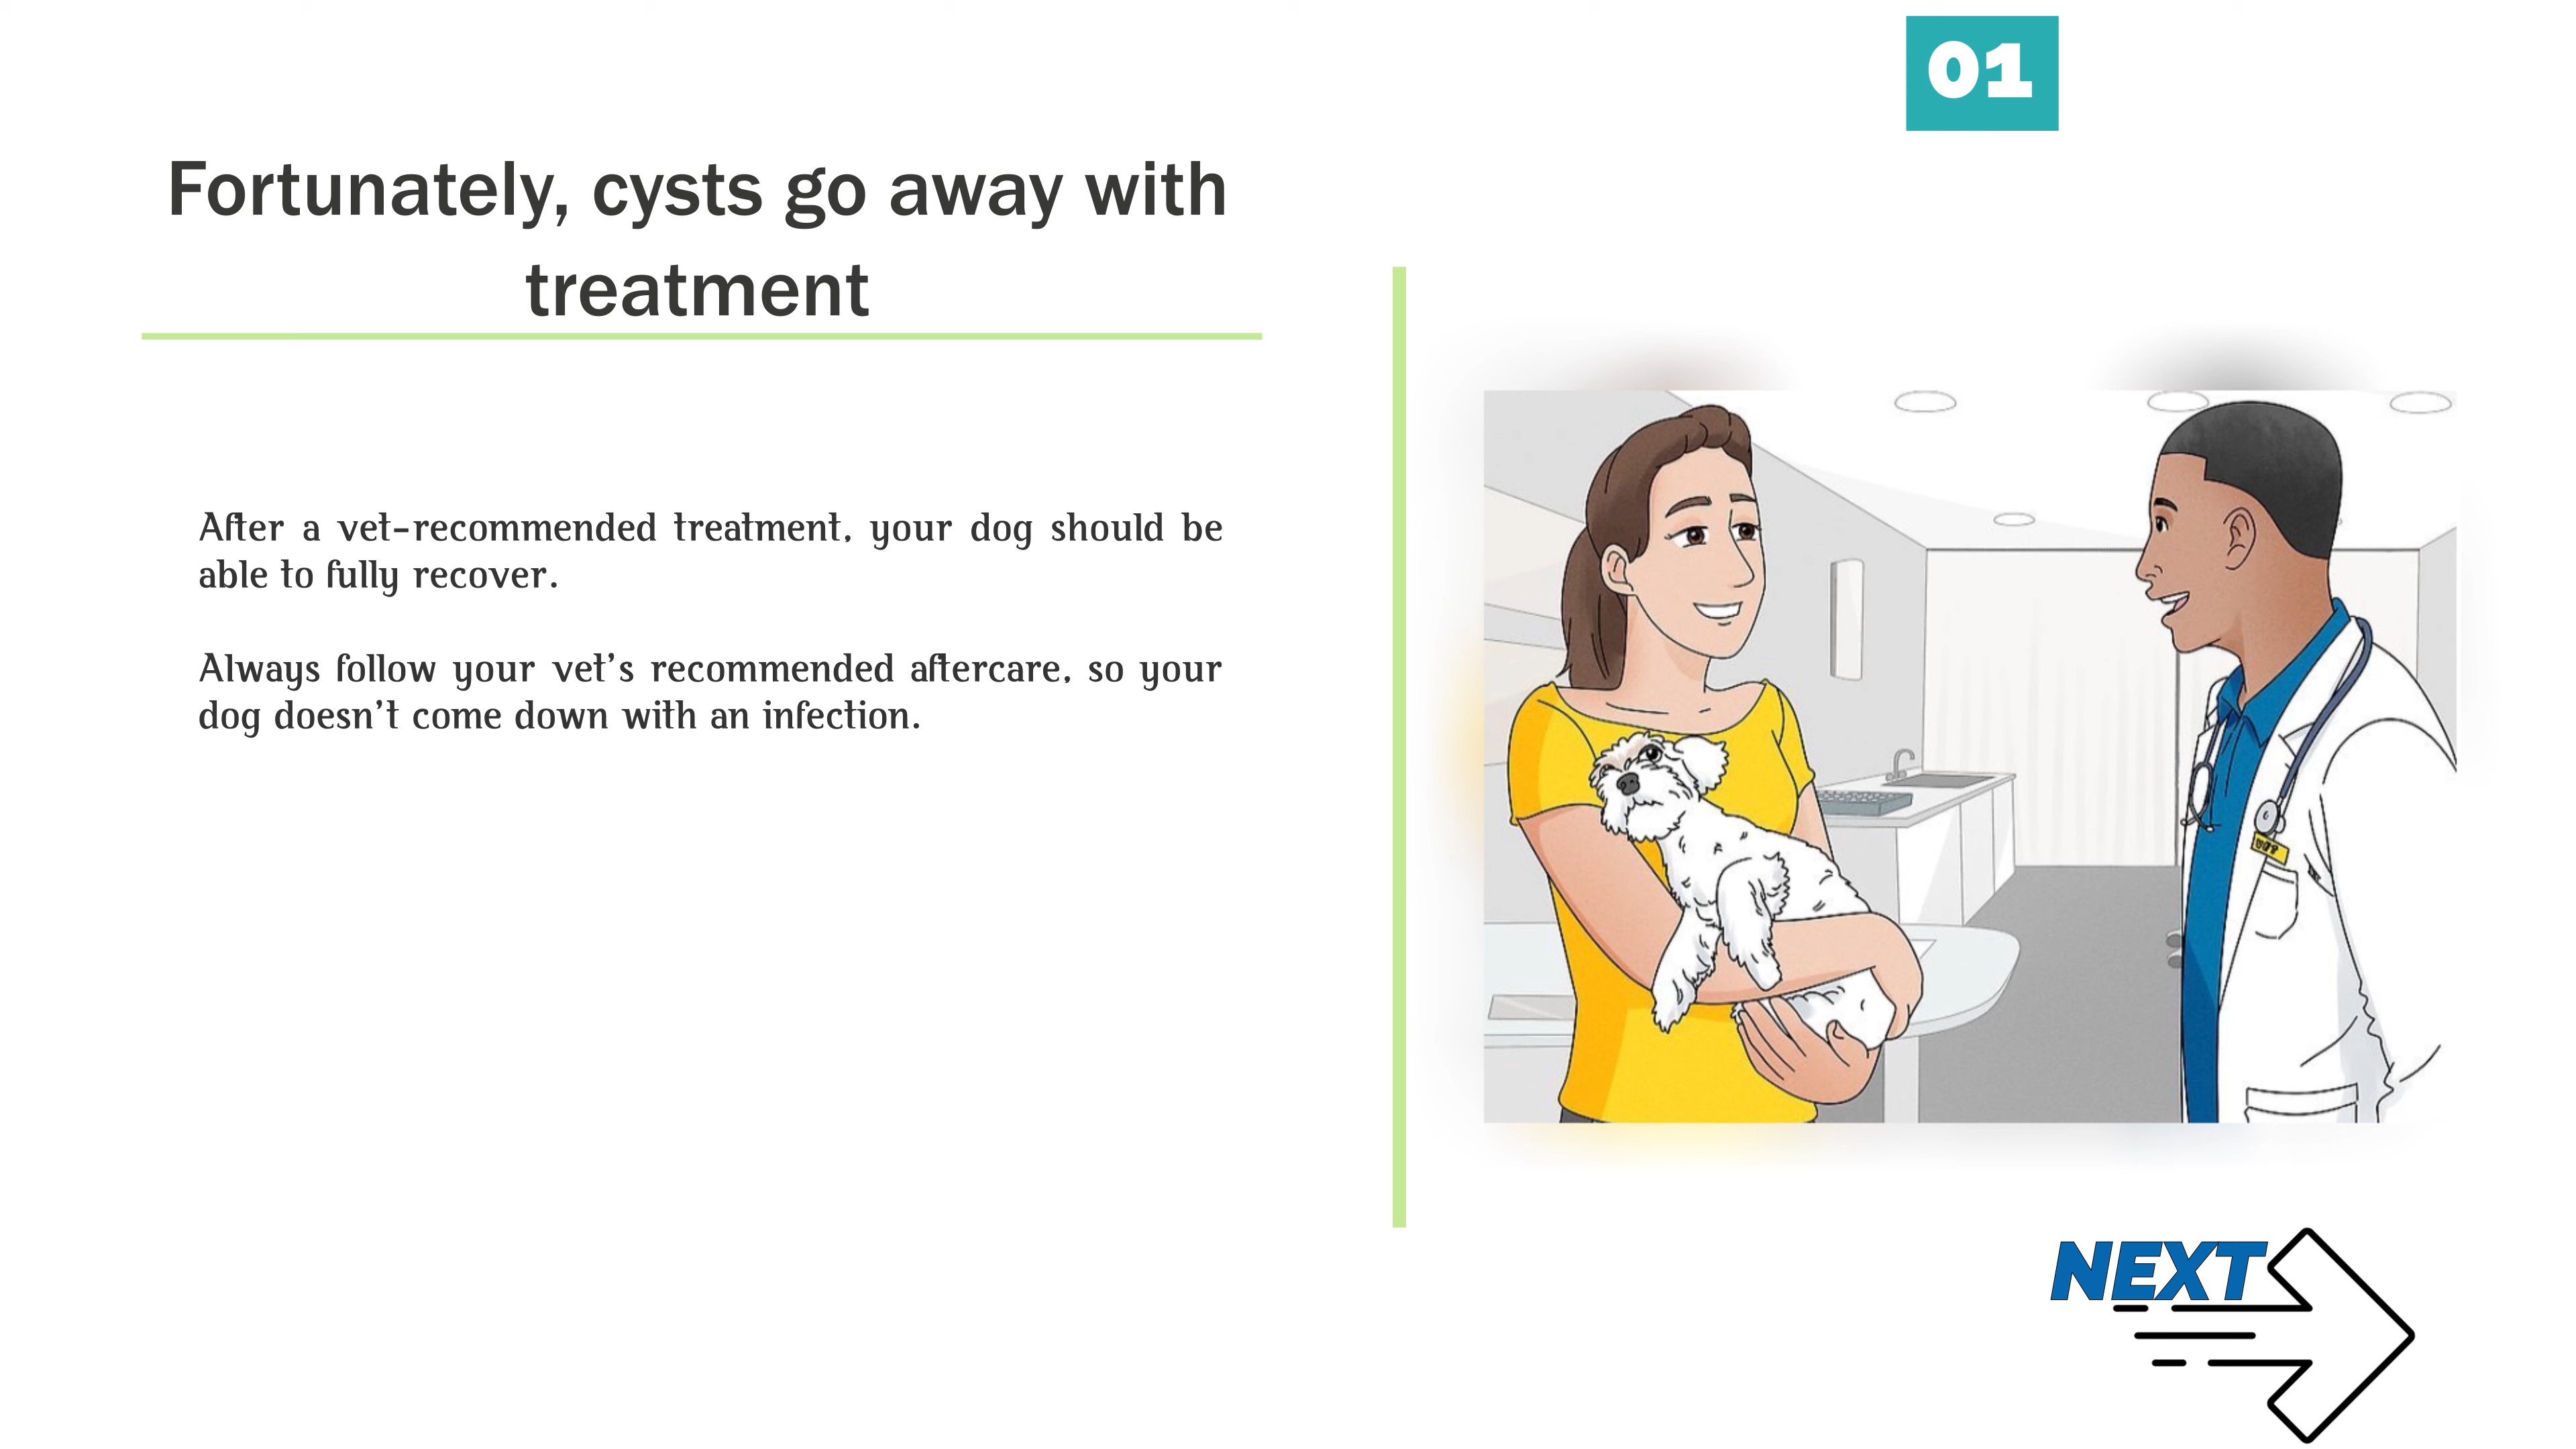 01
Fortunately, cysts go away with
treatment
After a vet-recommended treatment, your dog should be
able to fully recover.
Always follow your vet's recommended aftercare, so your
dog doesn't come down with an infection.
NEXT